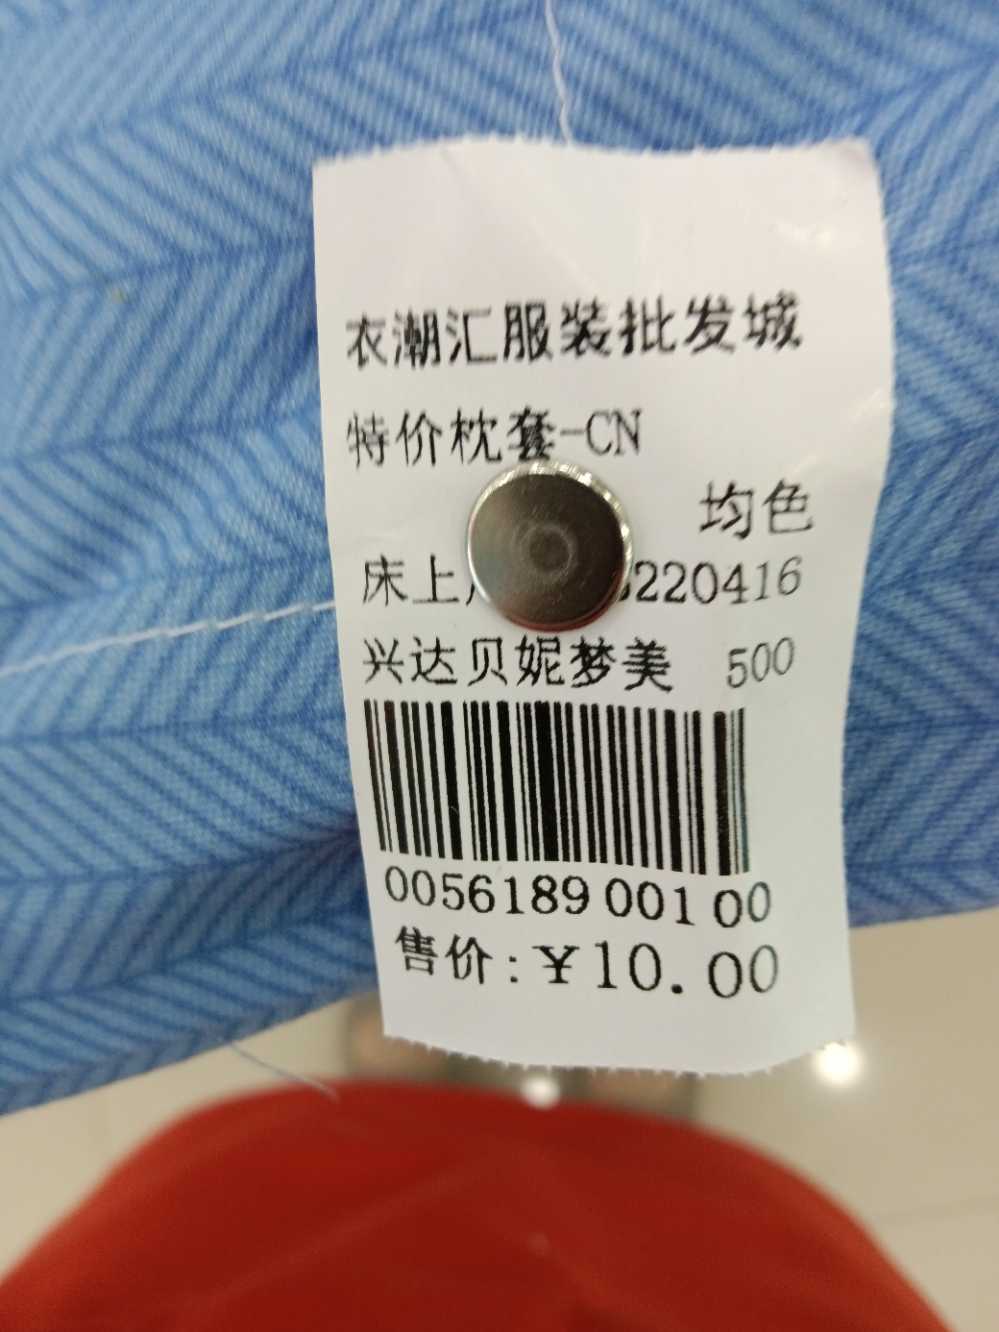 衣潮汇服装批发城
特价枕套-CN
均色
床上 220416
兴达贝妮梦美 500
0056189 001 00
售价:¥10.00